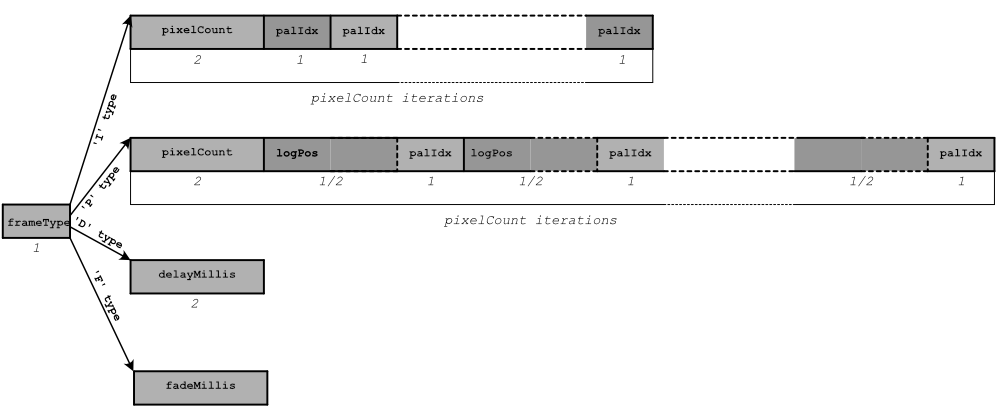 pixelCount palIdx palIdx palIdx
2 1 1 1
pixelCount iterations
'I' type
pixelCount logPos palIdx logPos palIdx palIdx
2 1/2 1 1/2 1 1/2 1
pixelCount iterations
'P' type
frameType
1
'D' type
delayMillis
2
'F' type
fadeMillis